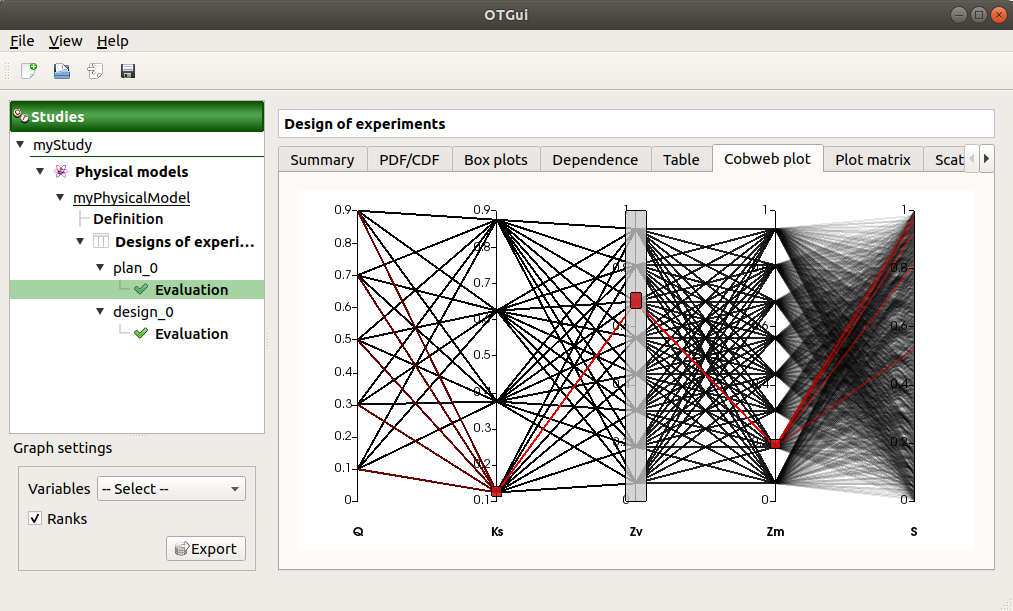 OTGui
File View Help
Studies
myStudy
Physical models
myPhysicalModel
Definition
Designs of experi...
plan_0
Evaluation
design_0
Evaluation
Graph settings
Variables -- Select --
Ranks
Export
Design of experiments
Summary PDF/CDF Box plots Dependence Table Cobweb plot Plot matrix Scat
0.9 0.9 1 1 1
0.8 0.8 0.8
0.7 0.7
0.6 0.6 0.6
0.5 0.5
0.4 0.4 0.4
0.3 0.3
0.2 0.2 0.2
0.1
0 0.1 0 0 0
Q Ks Zv Zm S